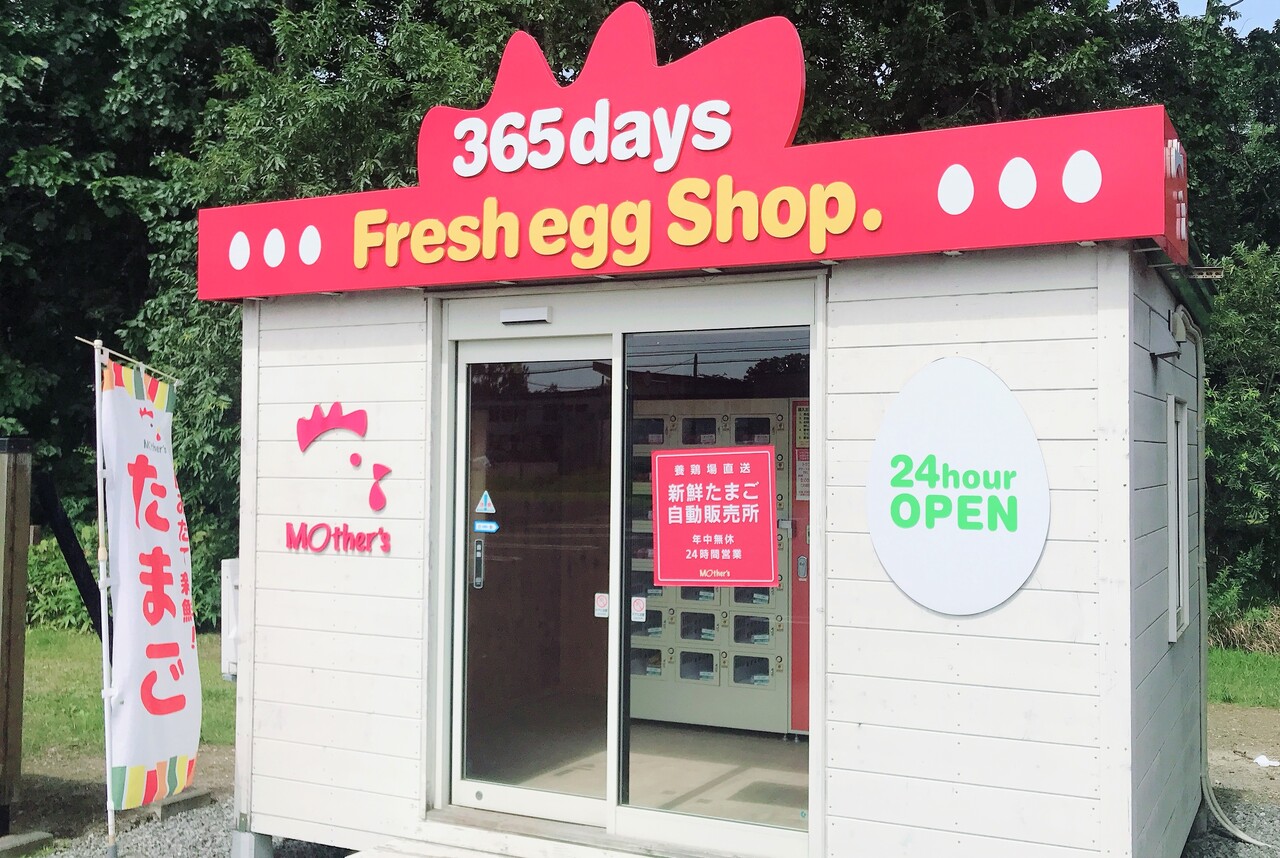 365days
Fresh egg Shop.
MOther's
MOther's
たまご
養鶏場直送
新鮮たまご
自動販売所
年中無休
24時間営業
MOther's
24hour
OPEN